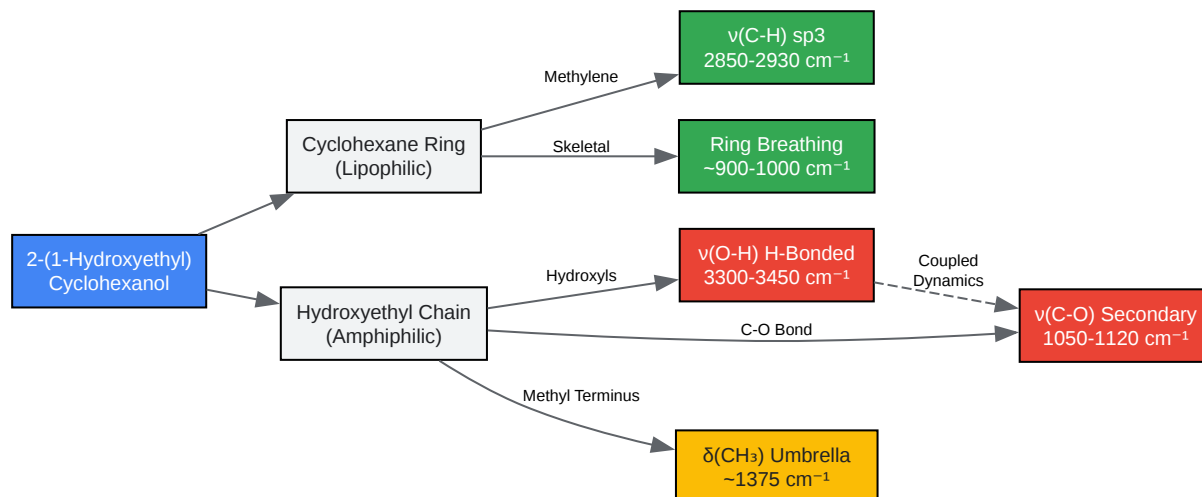 ν(C-H) sp3
2850-2930 cm⁻¹
Methylene
Cyclohexane Ring
(Lipophilic)
Skeletal
Ring Breathing
~900-1000 cm⁻¹
2-(1-Hydroxyethyl)
Cyclohexanol
Hydroxyethyl Chain
(Amphiphilic)
Hydroxyls
ν(O-H) H-Bonded
3300-3450 cm⁻¹
Coupled
Dynamics
C-O Bond
ν(C-O) Secondary
1050-1120 cm⁻¹
Methyl Terminus
δ(CH₃) Umbrella
~1375 cm⁻¹